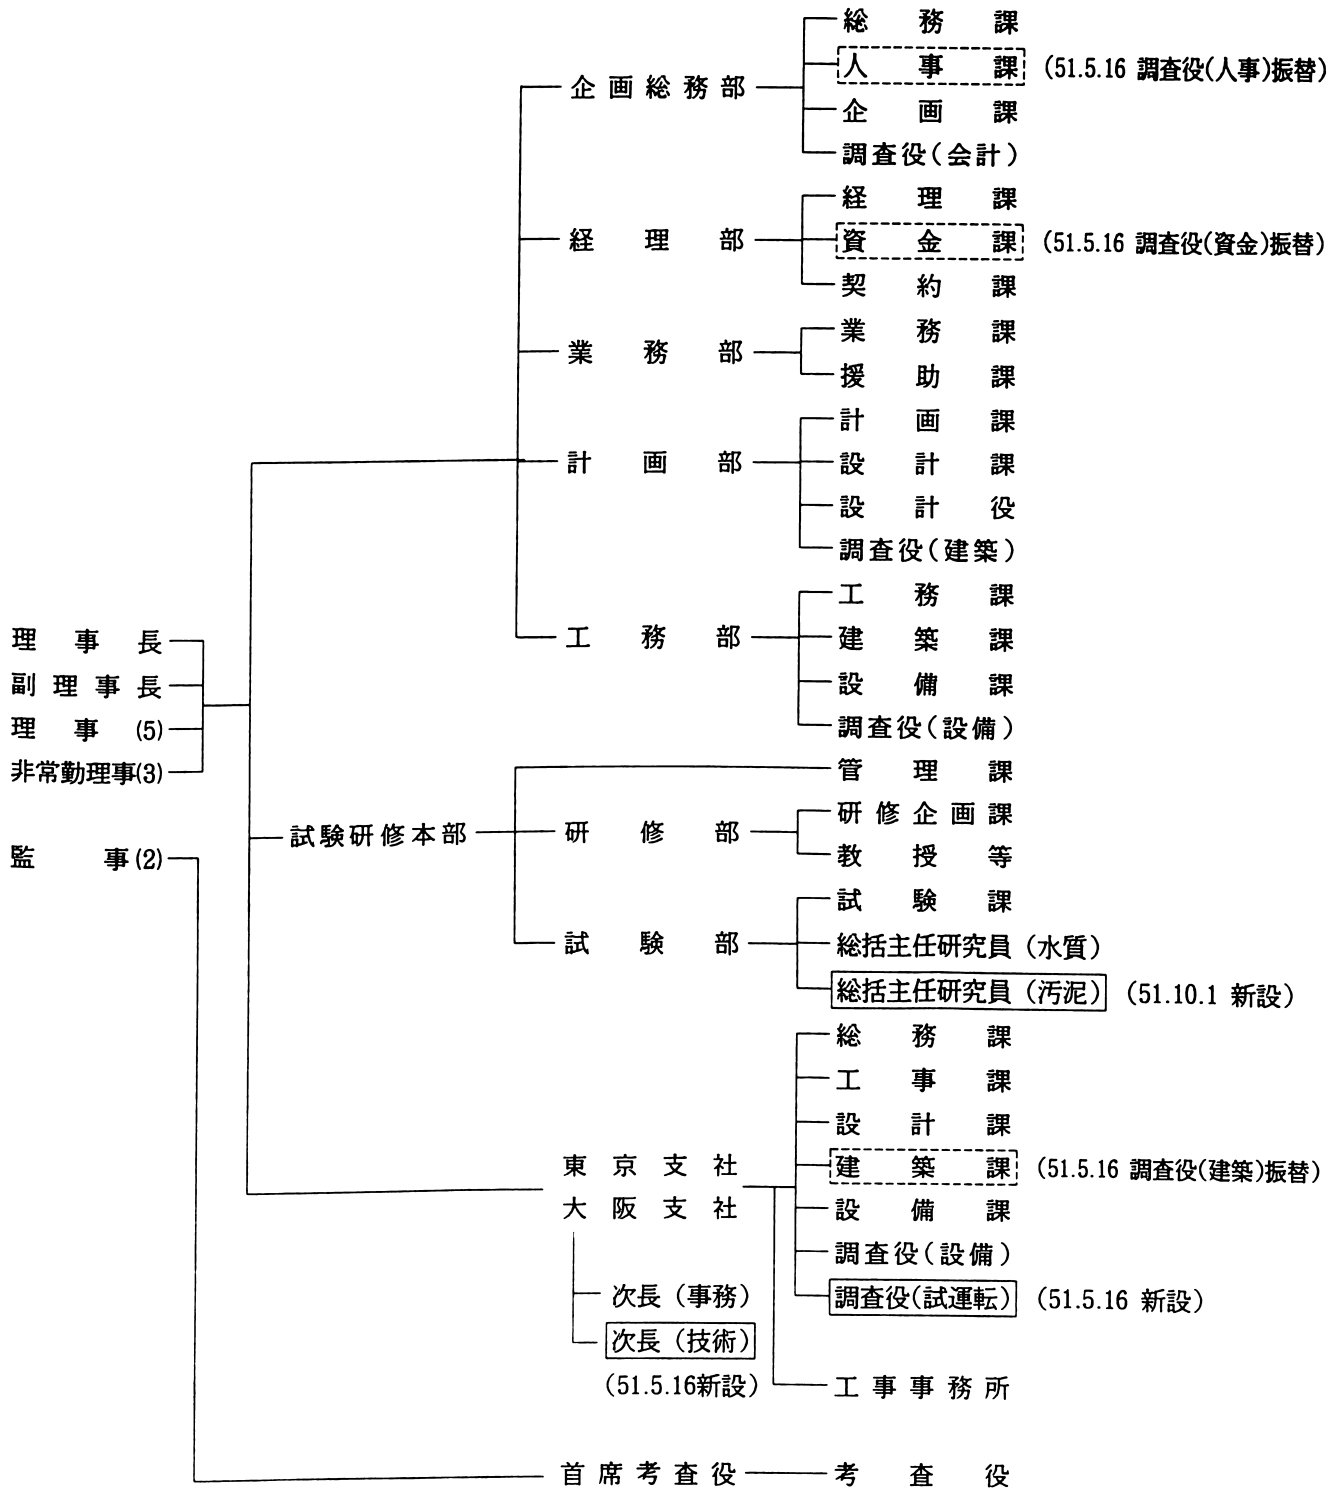 総務課
人事課 (51.5.16 調査役(人事)振替)
企画総務部
企画課
調査役(会計)
経理課
経理部
資金課 (51.5.16 調査役(資金)振替)
契約課
業務課
業務部
援助課
計画課
計画部
設計課
設計役
調査役(建築)
工務課
工務部
建築課
設備課
調査役(設備)
理事長
副理事長
理事(5)
非常勤理事(3)
監事(2)
管理課
試験研修本部
研修部
研修企画課
教授等
試験課
試験部
総括主任研究員(水質)
総括主任研究員(汚泥) (51.10.1 新設)
総務課
工事課
設計課
東京支社
大阪支社
建築課 (51.5.16 調査役(建築)振替)
設備課
調査役(設備)
次長(事務)
調査役(試運転) (51.5.16 新設)
次長(技術)
(51.5.16新設)
工事事務所
首席考査役
考査役